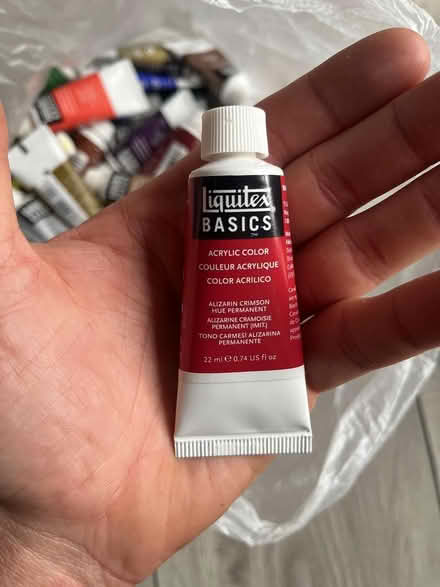 Liquitex
BASICS
ACRYLIC COLOR
COULEUR ACRYLIQUE
COLOR ACRÍLICO
ALIZARIN CRIMSON
HUE PERMANENT
ALIZARINE CRAMOISIE
PERMANENT (IMIT.)
TONO CARMESÍ ALIZARINA
PERMANENTE
22 ml ℮ 0.74 US fl oz